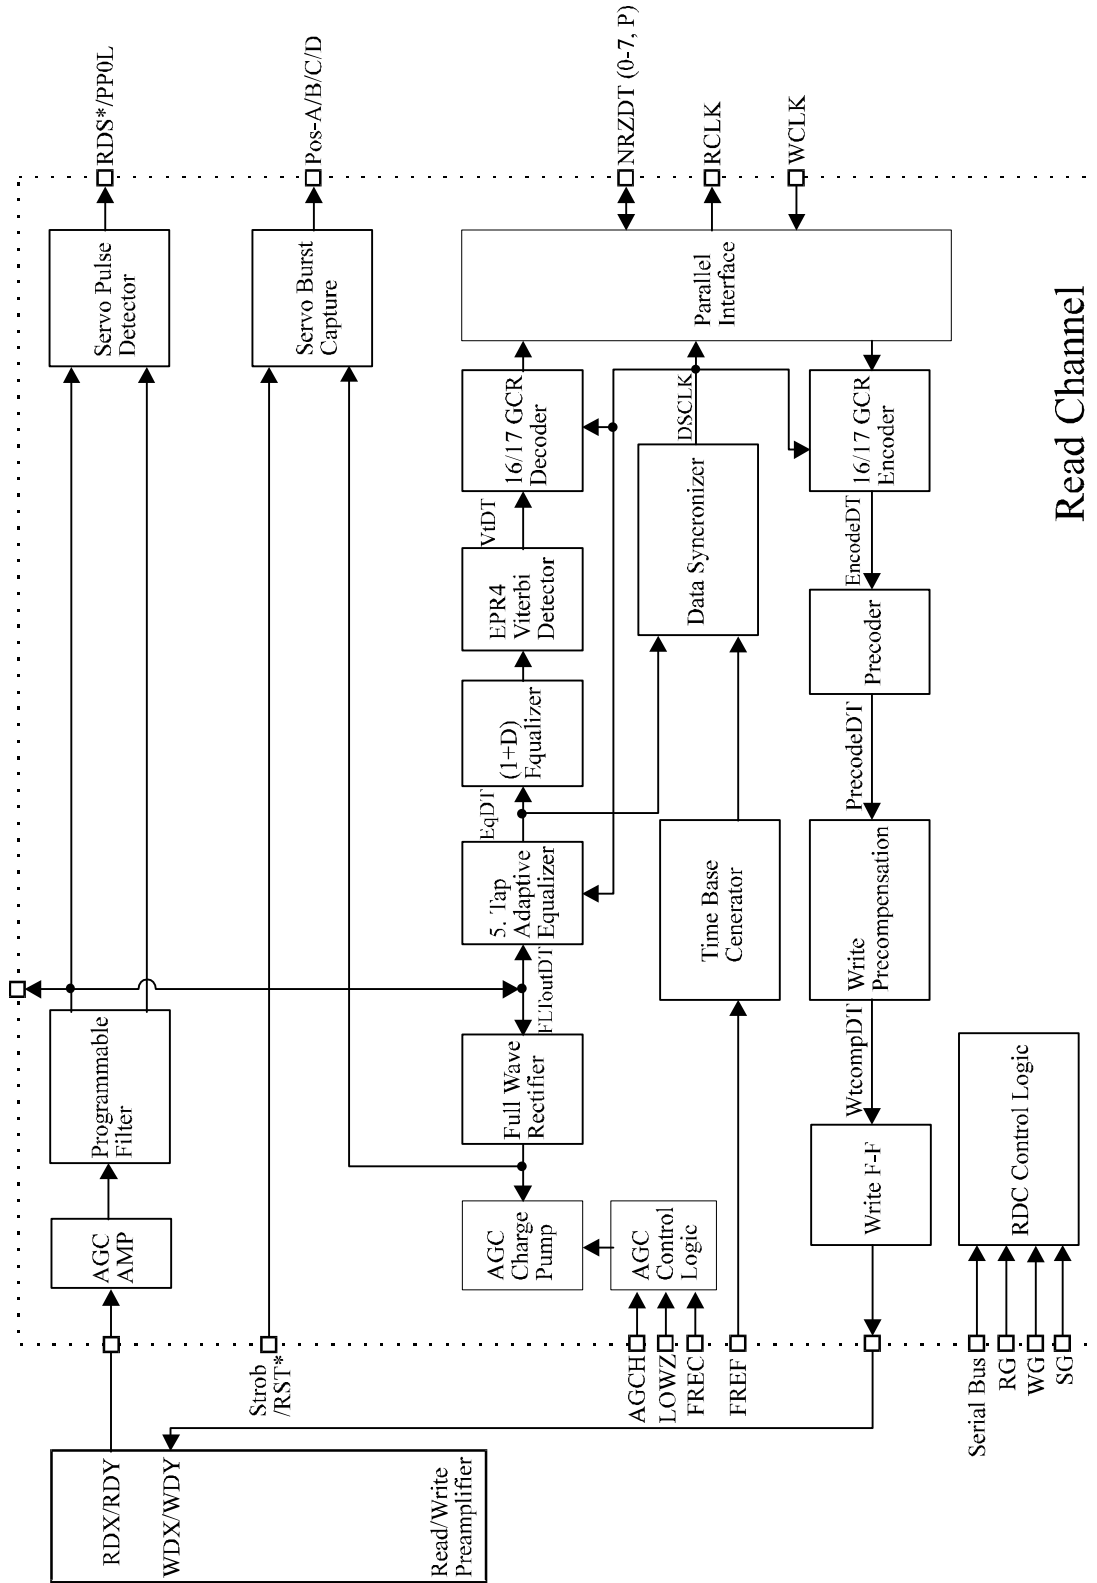 RDX/RDY
WDX/WDY
Read/Write
Preamplifier
AGC
AMP
Programmable
Filter
Servo Pulse
Detector
RDS*/PP0L
Strob
/RST*
Servo Burst
Capture
Pos-A/B/C/D
AGC
Charge
Pump
Full Wave
Rectifier
FLToutDT
5. Tap
Adaptive
Equalizer
EqDT
(1+D)
Equalizer
EPR4
Viterbi
Detector
VtDT
16/17 GCR
Decoder
Parallel
Interface
NRZDT (0-7, P)
RCLK
WCLK
AGC
Control
Logic
AGCH
LOWZ
FREC
FREF
Time Base
Cenerator
Data Syncronizer
DSCLK
Write F-F
WtcompDT
Write
Precompensation
PrecodeDT
Precoder
EncodeDT
16/17 GCR
Encoder
Serial Bus
RG
WG
SG
RDC Control Logic
Read Channel